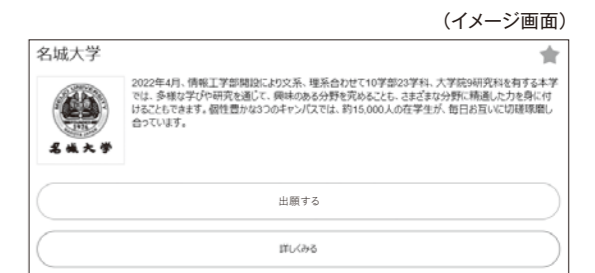 （イメージ画面）
名城大学
2022年4月、情報工学部開設により文系、理系合わせて10学部23学科、大学院9研究科を有する本学
では、多様な学びや研究を通じて、興味のある分野を究めることも、さまざまな分野に精通した力を身に付
けることもできます。個性豊かな3つのキャンパスでは、約15,000人の在学生が、毎日お互いに切磋琢磨し
合っています。
MEIJO UNIVERSITY
1926
名城大学
出願する
詳しくみる